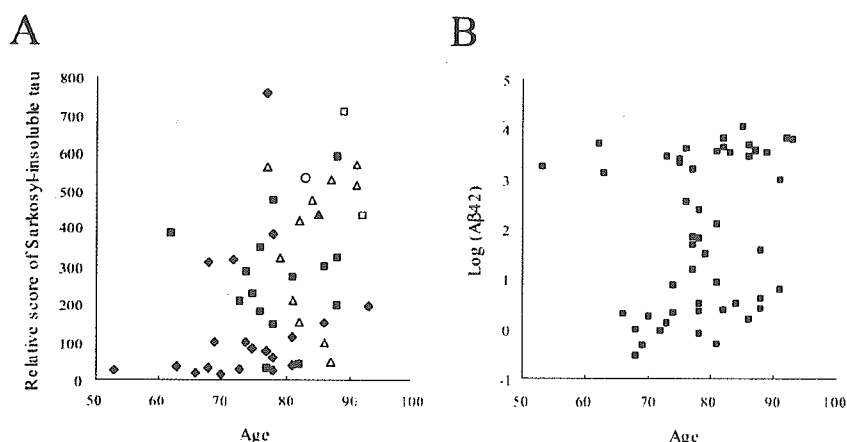 A
Relative score of Sarkosyl-insoluble tau
800
700
600
500
400
300
200
100
0
50 60 70 80 90 100
Age
B
Log (Aβ42)
5
4
3
2
1
0
-1
50 60 70 80 90 100
Age